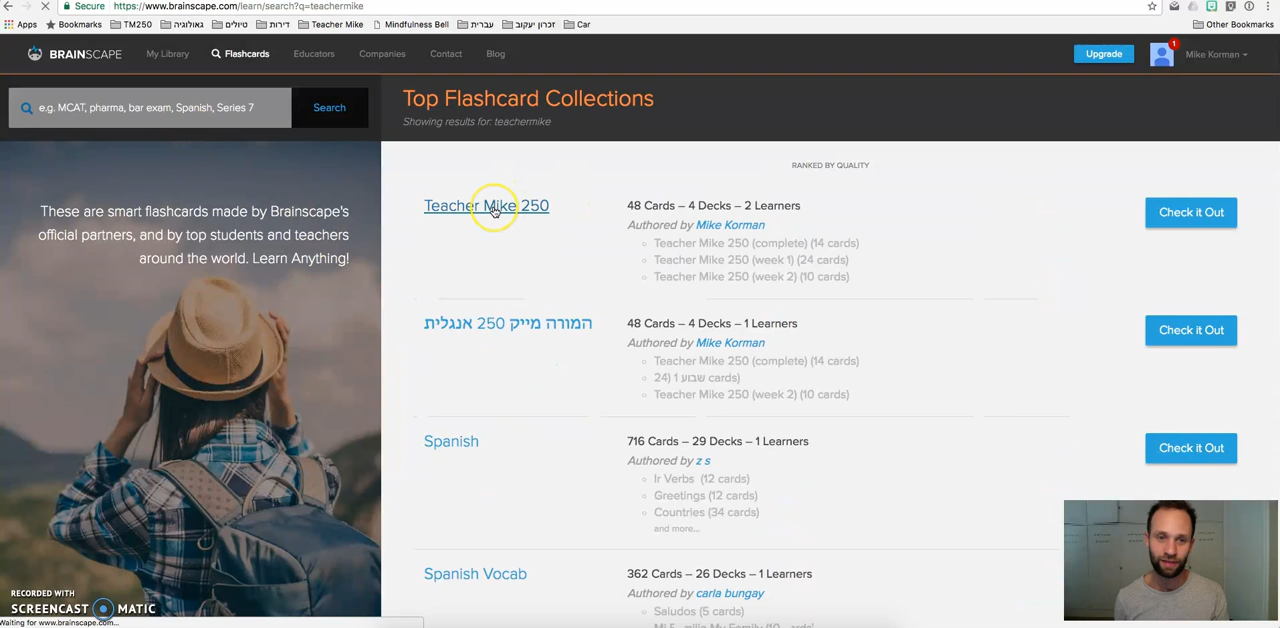 Secure https://www.brainscape.com/learn/search?q=teachermike
Apps Bookmarks TM250 גאולוגיה טיולים דירות Teacher Mike Mindfulness Bell עברית זכרון יעקוב Car Other Bookmarks
BRAINSCAPE My Library Flashcards Educators Companies Contact Blog Upgrade 1 Mike Korman
e.g. MCAT, pharma, bar exam, Spanish, Series 7 Search
Top Flashcard Collections
Showing results for: teachermike
RANKED BY QUALITY
These are smart flashcards made by Brainscape's
official partners, and by top students and teachers
around the world. Learn Anything!
Teacher Mike 250
48 Cards – 4 Decks – 2 Learners
Authored by Mike Korman
Teacher Mike 250 (complete) (14 cards)
Teacher Mike 250 (week 1) (24 cards)
Teacher Mike 250 (week 2) (10 cards)
Check it Out
המורה מייק 250 אנגלית
48 Cards – 4 Decks – 1 Learners
Authored by Mike Korman
Teacher Mike 250 (complete) (14 cards)
שבוע 1 (24 cards)
Teacher Mike 250 (week 2) (10 cards)
Check it Out
Spanish
716 Cards – 29 Decks – 1 Learners
Authored by z s
Ir Verbs (12 cards)
Greetings (12 cards)
Countries (34 cards)
and more...
Check it Out
Spanish Vocab
362 Cards – 26 Decks – 1 Learners
Authored by carla bungay
Saludos (5 cards)
RECORDED WITH
SCREENCAST MATIC
Waiting for www.brainscape.com...